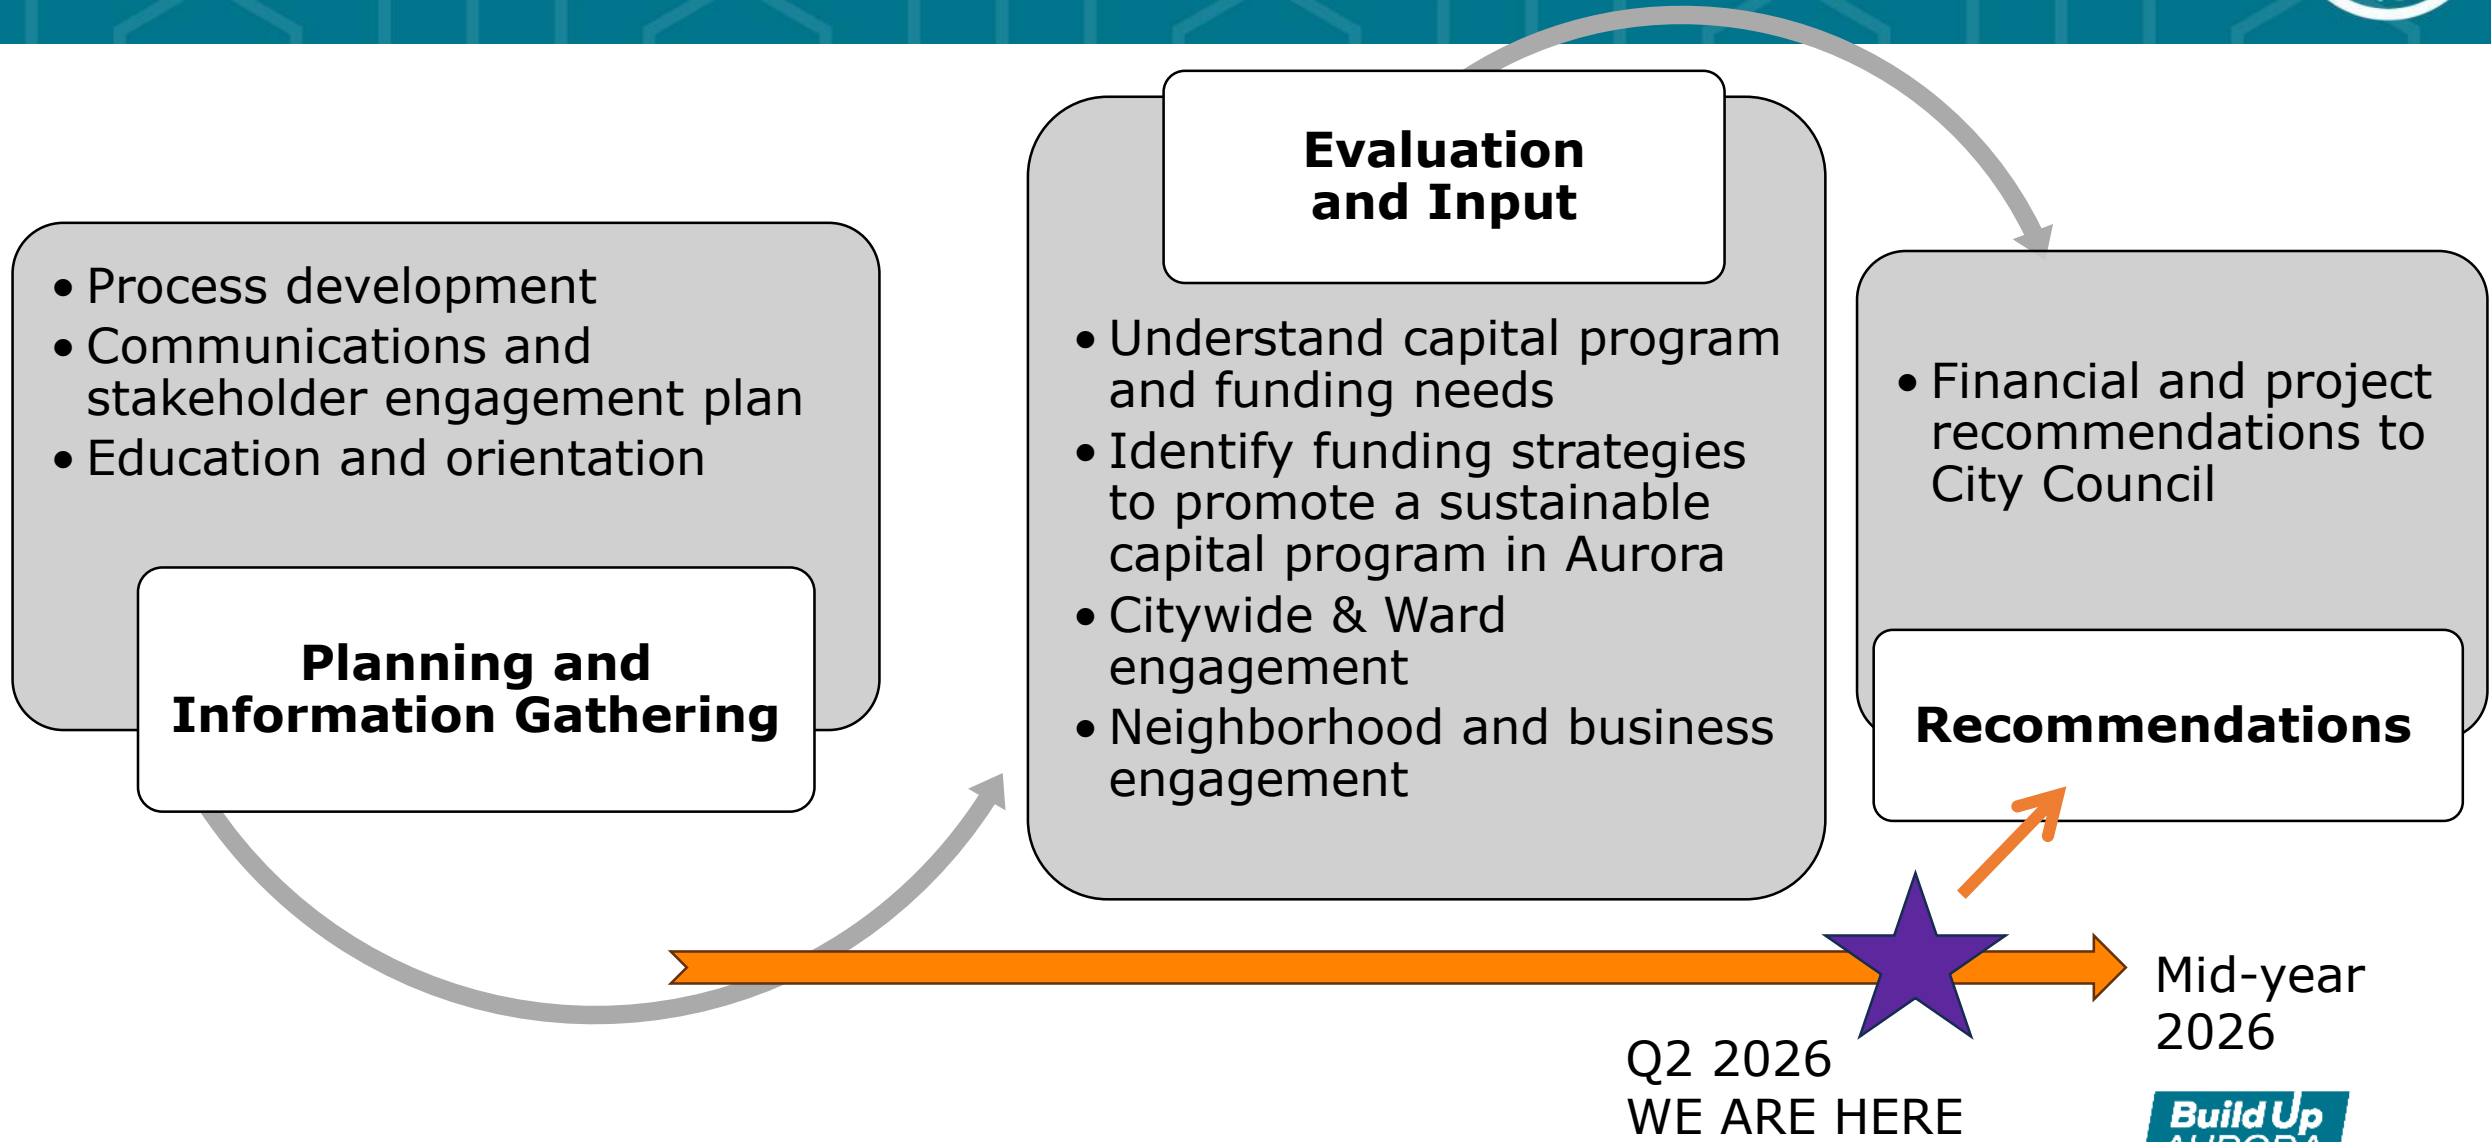 • Process development
• Communications and
stakeholder engagement plan
• Education and orientation
Planning and
Information Gathering
Evaluation
and Input
• Understand capital program
and funding needs
• Identify funding strategies
to promote a sustainable
capital program in Aurora
• Citywide & Ward
engagement
• Neighborhood and business
engagement
• Financial and project
recommendations to
City Council
Recommendations
Mid-year
2026
Q2 2026
WE ARE HERE
Build Up
AURORA